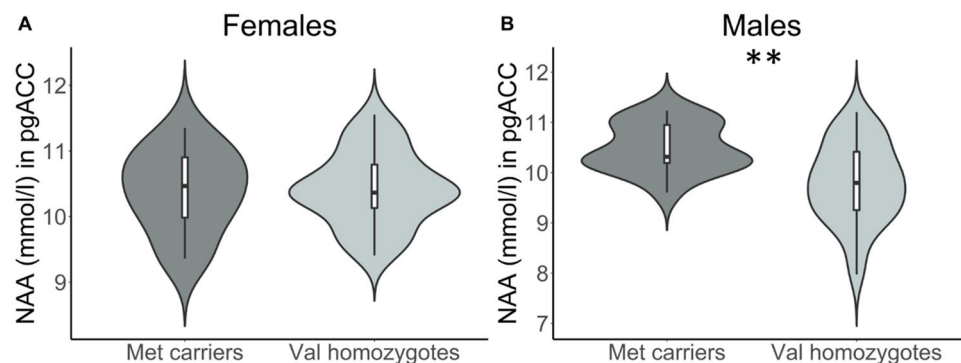 A
Females
NAA (mmol/l) in pgACC
12
11
10
9
Met carriers
Val homozygotes
B
Males
**
NAA (mmol/l) in pgACC
12
11
10
9
8
7
Met carriers
Val homozygotes